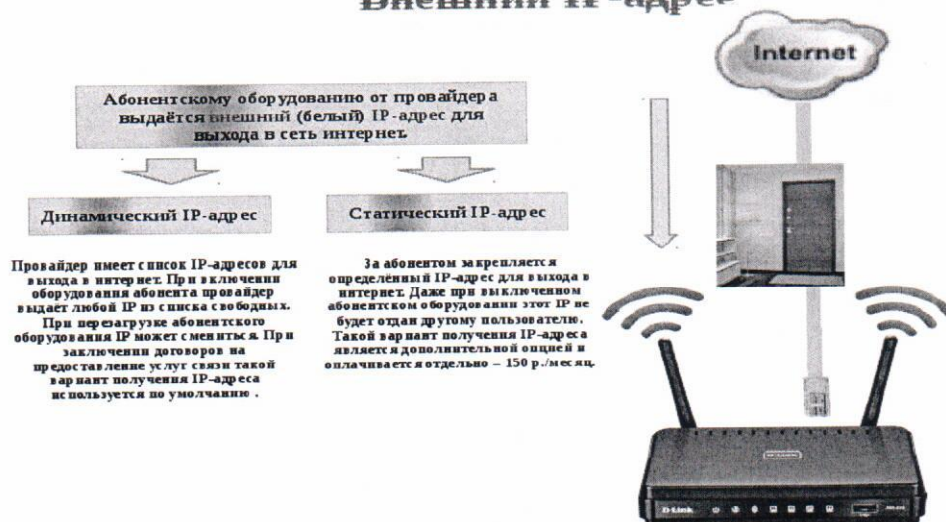 Внешний IP-адрес
Internet
Абонентскому оборудованию от провайдера
выдаётся внешний (белый) IP-адрес для
выхода в сеть интернет.
Динамический IP-адрес
Статический IP-адрес
Провайдер имеет список IP-адресов для
выхода в интернет. При включении
оборудования абонента провайдер
выдаёт любой IP из списка свободных.
При перезагрузке абонентского
оборудования IP может смениться. При
заключении договоров на
предоставление услуг связи такой
вариант получения IP-адреса
используется по умолчанию .
За абонентом закрепляется
определённый IP-адрес для выхода в
интернет. Даже при выключенном
абонентском оборудовании этот IP не
будет отдан другому пользователю.
Такой вариант получения IP-адреса
является дополнительной опцией и
оплачивается отдельно – 150 р./месяц.
D-Link
D-Link